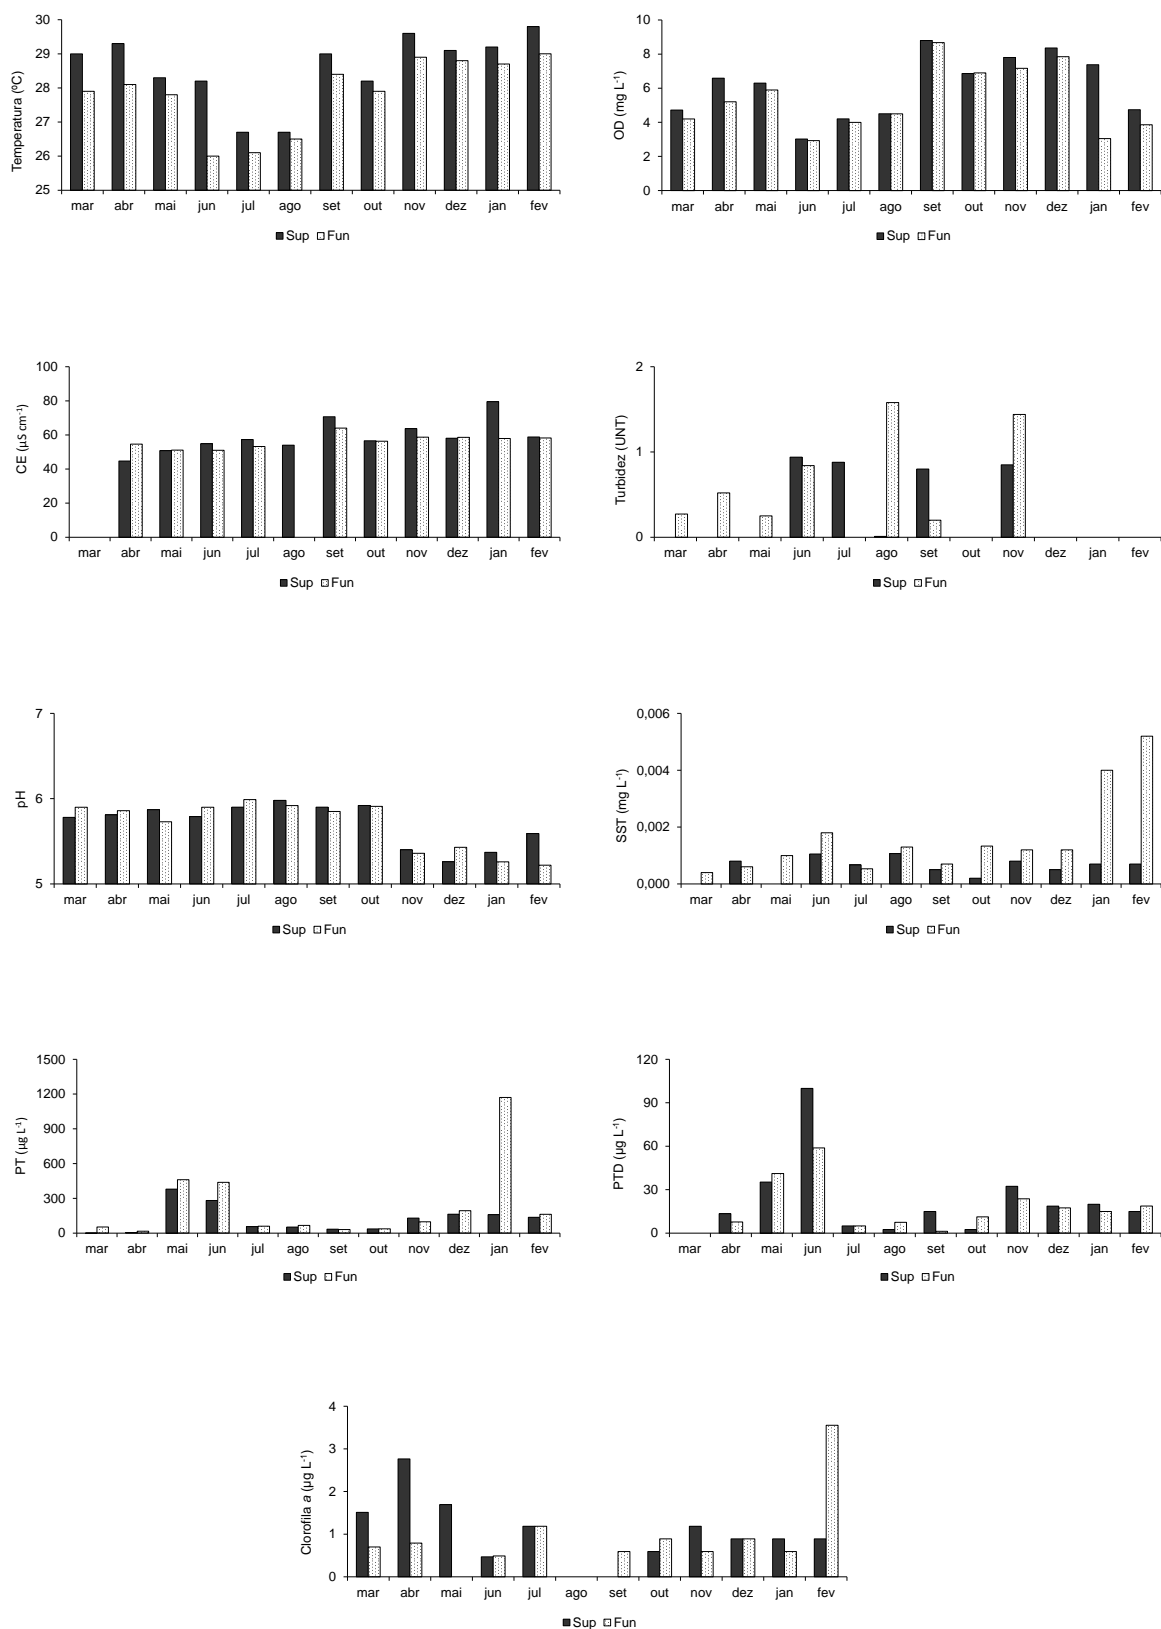 Temperatura (ºC)
30
29
28
27
26
25
mar abr mai jun jul ago set out nov dez jan fev
Sup Fun
OD (mg L-1)
10
8
6
4
2
0
mar abr mai jun jul ago set out nov dez jan fev
Sup Fun
CE (µS cm-1)
100
80
60
40
20
0
mar abr mai jun jul ago set out nov dez jan fev
Sup Fun
Turbidez (UNT)
2
1
0
mar abr mai jun jul ago set out nov dez jan fev
Sup Fun
pH
7
6
5
mar abr mai jun jul ago set out nov dez jan fev
Sup Fun
SST (mg L-1)
0,006
0,004
0,002
0,000
mar abr mai jun jul ago set out nov dez jan fev
Sup Fun
PT (µg L-1)
1500
1200
900
600
300
0
mar abr mai jun jul ago set out nov dez jan fev
Sup Fun
PTD (µg L-1)
120
90
60
30
0
mar abr mai jun jul ago set out nov dez jan fev
Sup Fun
Clorofila a (µg L-1)
4
3
2
1
0
mar abr mai jun jul ago set out nov dez jan fev
Sup Fun